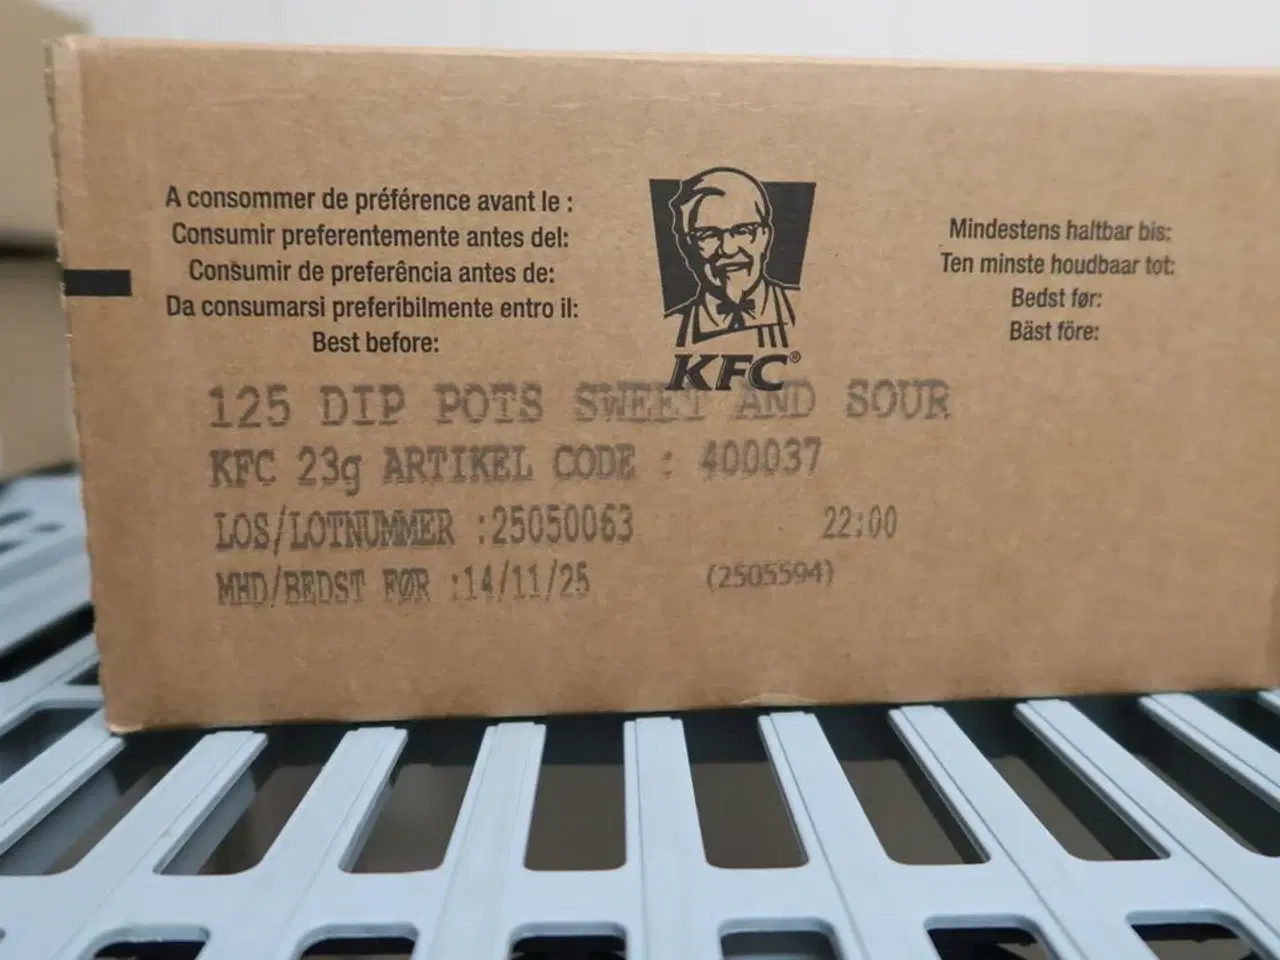 A consommer de préférence avant le :
Consumir preferentemente antes del:
Consumir de preferência antes de:
Da consumarsi preferibilmente entro il:
Best before:
KFC®
Mindestens haltbar bis:
Ten minste houdbaar tot:
Bedst før:
Bäst före:
125 DIP POTS SWEET AND SOUR
KFC 23g ARTIKEL CODE : 400037
LOS/LOTNUMMER :25050063 22:00
MHD/BEDST FØR :14/11/25 (2505594)